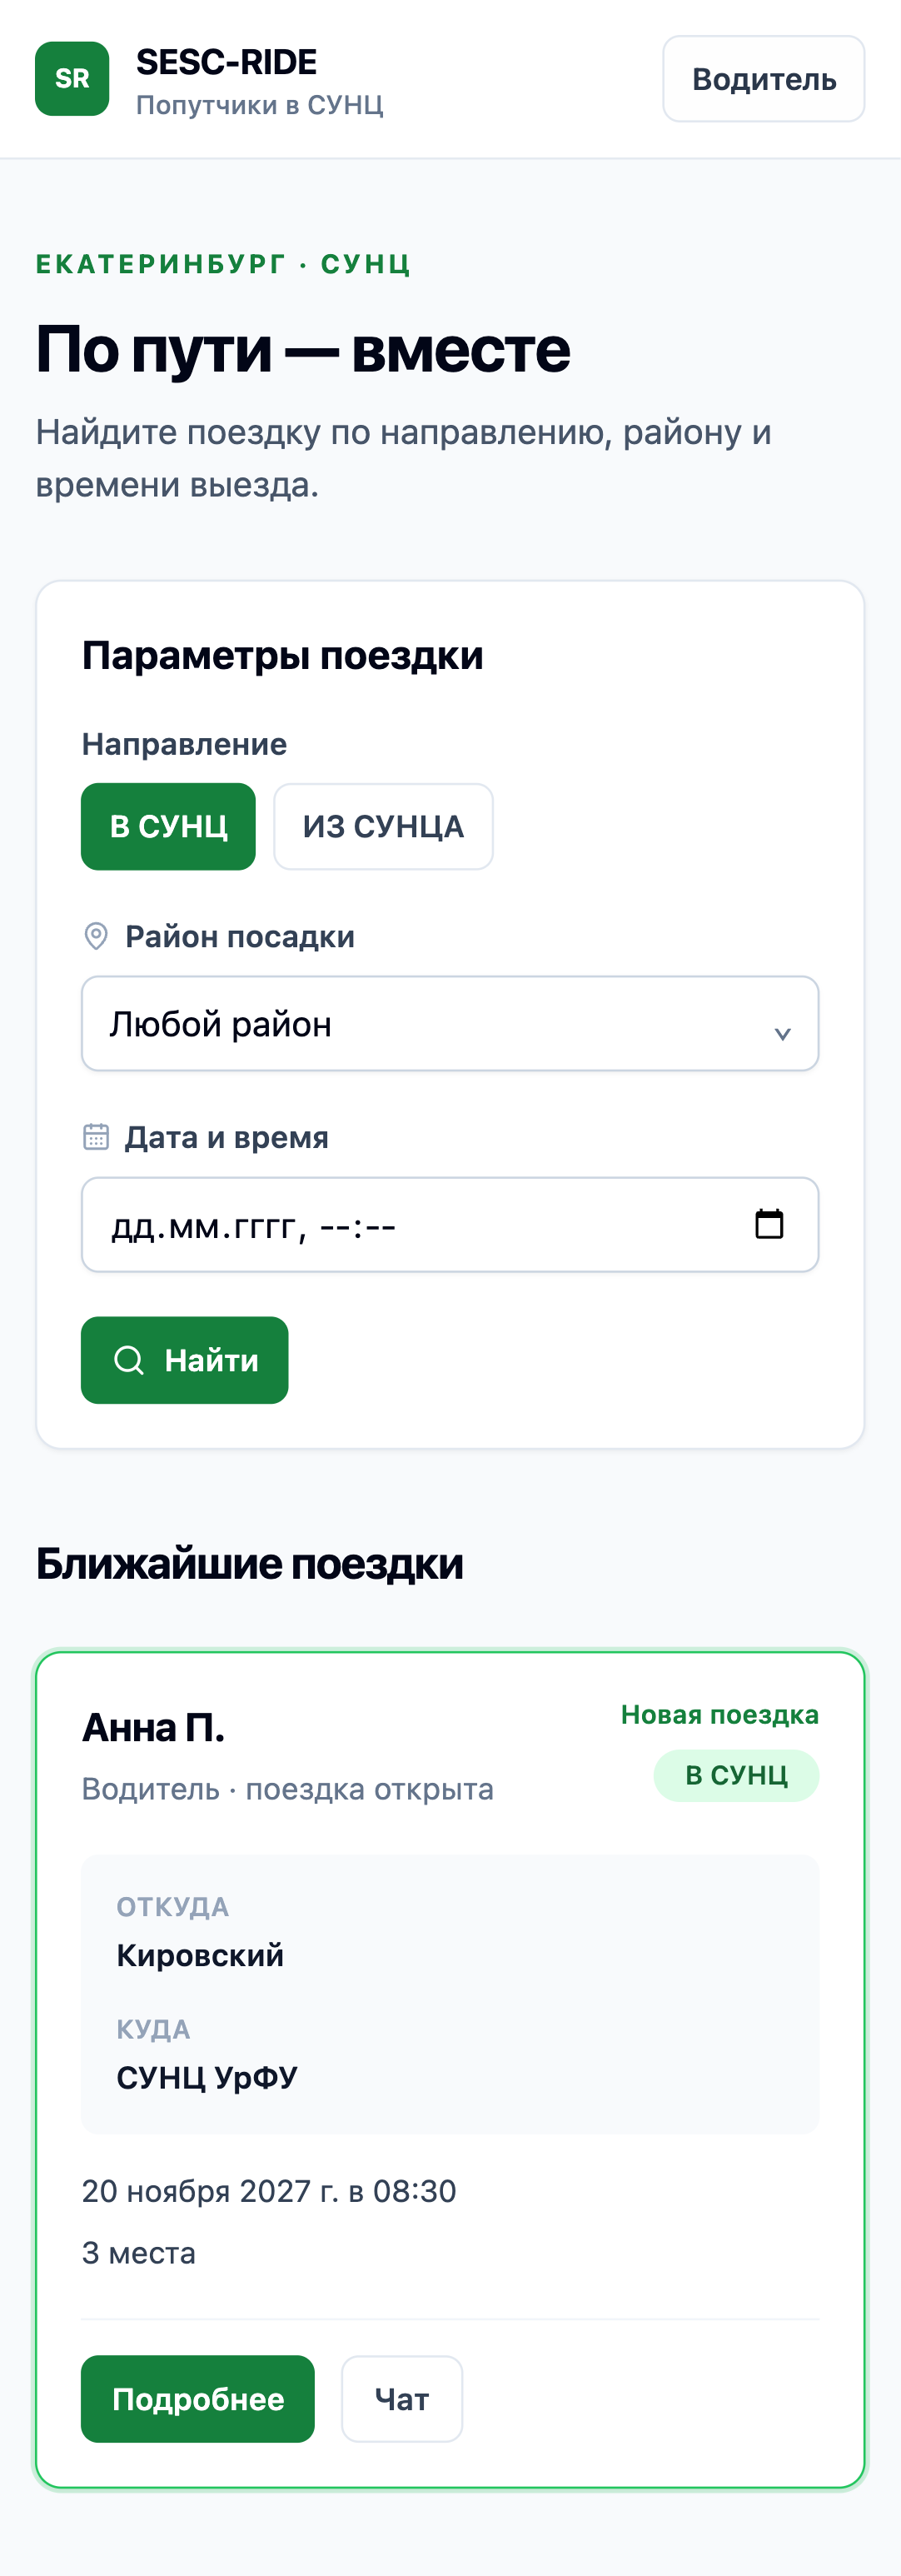 SR
SESC-RIDE
Попутчики в СУНЦ
Водитель
ЕКАТЕРИНБУРГ · СУНЦ
По пути — вместе
Найдите поездку по направлению, району и
времени выезда.
Параметры поездки
Направление
В СУНЦ
ИЗ СУНЦА
Район посадки
Любой район
Дата и время
дд.мм.гггг, --:--
Найти
Ближайшие поездки
Анна П.
Новая поездка
Водитель · поездка открыта
В СУНЦ
ОТКУДА
Кировский
КУДА
СУНЦ УрФУ
20 ноября 2027 г. в 08:30
3 места
Подробнее
Чат